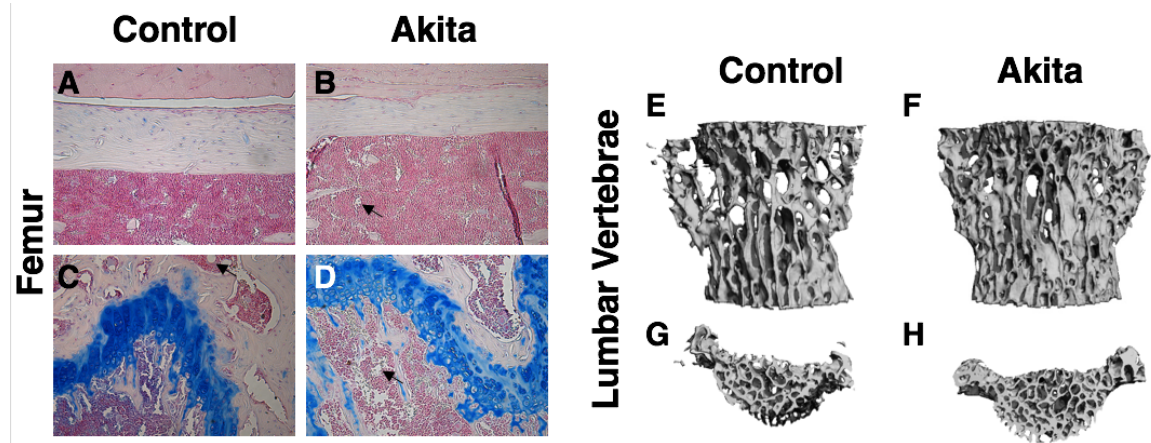 Control
Akita
Femur
A
B
C
D
Control
Akita
Lumbar Vertebrae
E
F
G
H